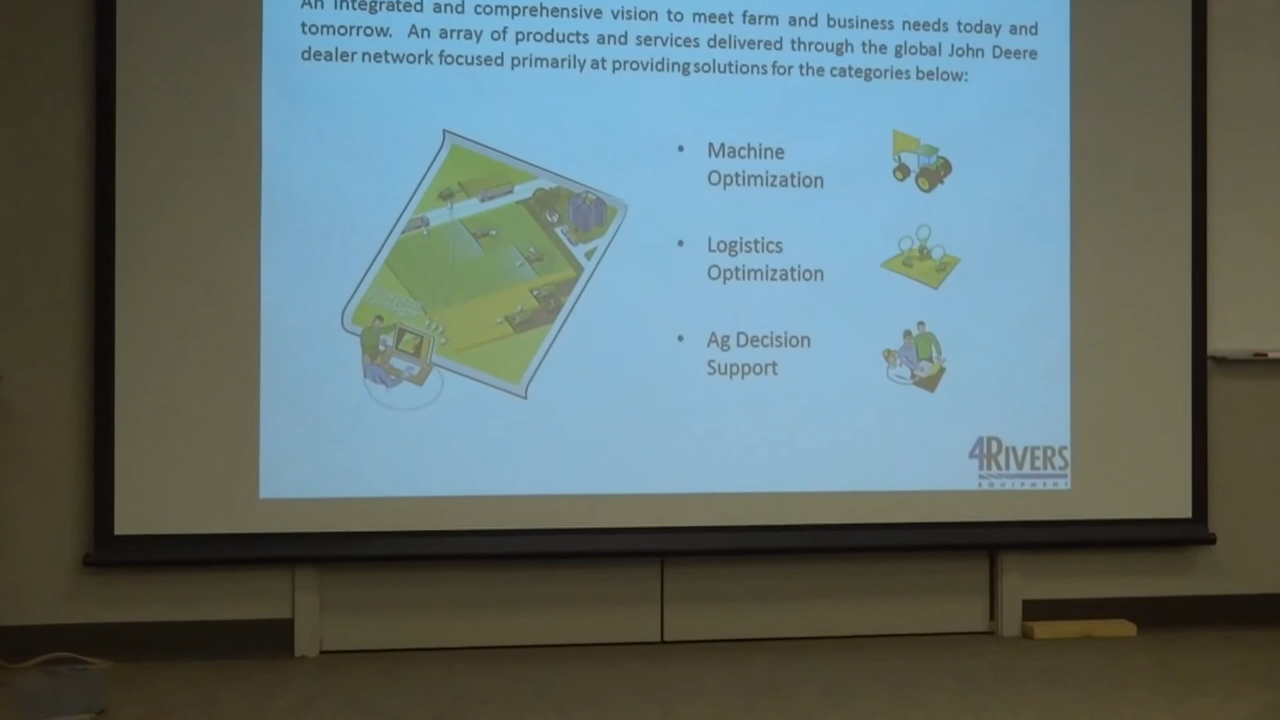 An integrated and comprehensive vision to meet farm and business needs today and
tomorrow. An array of products and services delivered through the global John Deere
dealer network focused primarily at providing solutions for the categories below:
• Machine
Optimization
• Logistics
Optimization
• Ag Decision
Support
4RIVERS
EQUIPMENT